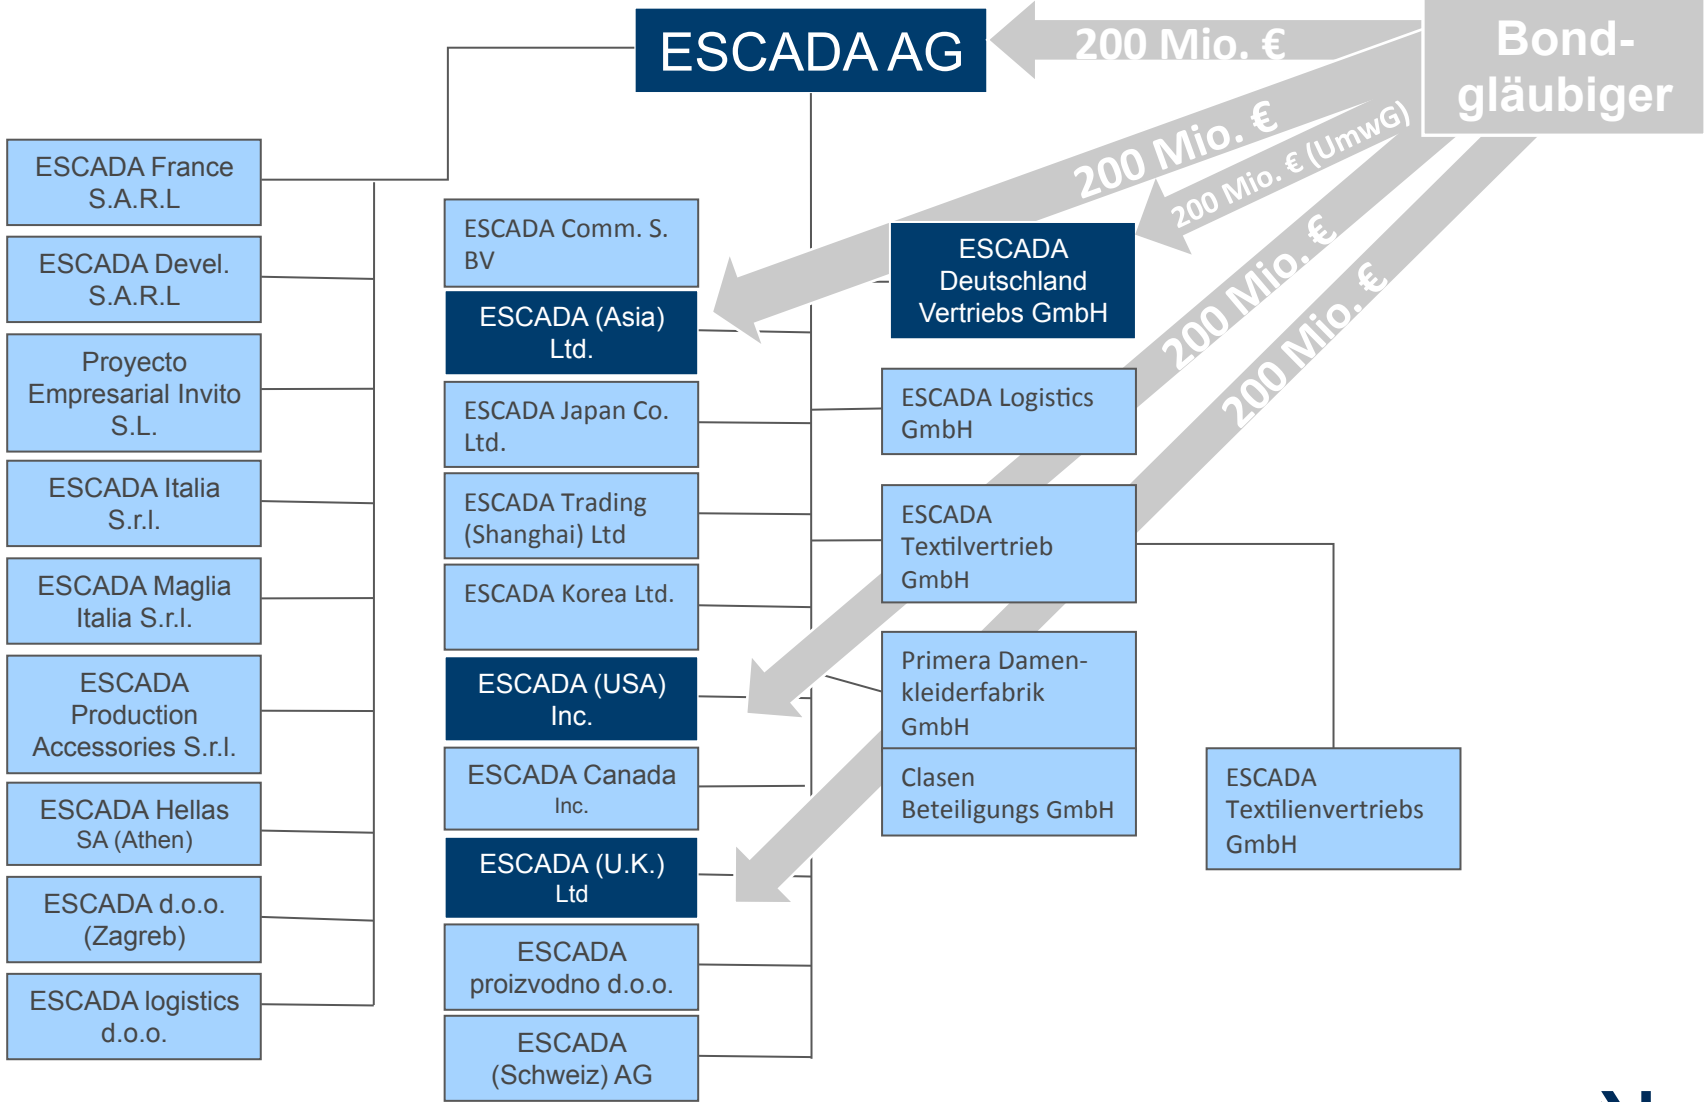 ESCADA AG
Bond-
gläubiger
200 Mio. €
200 Mio. €
200 Mio. € (UmwG)
200 Mio. €
200 Mio. €
ESCADA France
S.A.R.L
ESCADA Devel.
S.A.R.L
Proyecto
Empresarial Invito
S.L.
ESCADA Italia
S.r.l.
ESCADA Maglia
Italia S.r.l.
ESCADA
Production
Accessories S.r.l.
ESCADA Hellas
SA (Athen)
ESCADA d.o.o.
(Zagreb)
ESCADA logistics
d.o.o.
ESCADA Comm. S.
BV
ESCADA (Asia)
Ltd.
ESCADA Japan Co.
Ltd.
ESCADA Trading
(Shanghai) Ltd
ESCADA Korea Ltd.
ESCADA (USA)
Inc.
ESCADA Canada
Inc.
ESCADA (U.K.)
Ltd
ESCADA
proizvodno d.o.o.
ESCADA
(Schweiz) AG
ESCADA
Deutschland
Vertriebs GmbH
ESCADA Logistics
GmbH
ESCADA
Textilvertrieb
GmbH
Primera Damen-
kleiderfabrik
GmbH
Clasen
Beteiligungs GmbH
ESCADA
Textilienvertriebs
GmbH